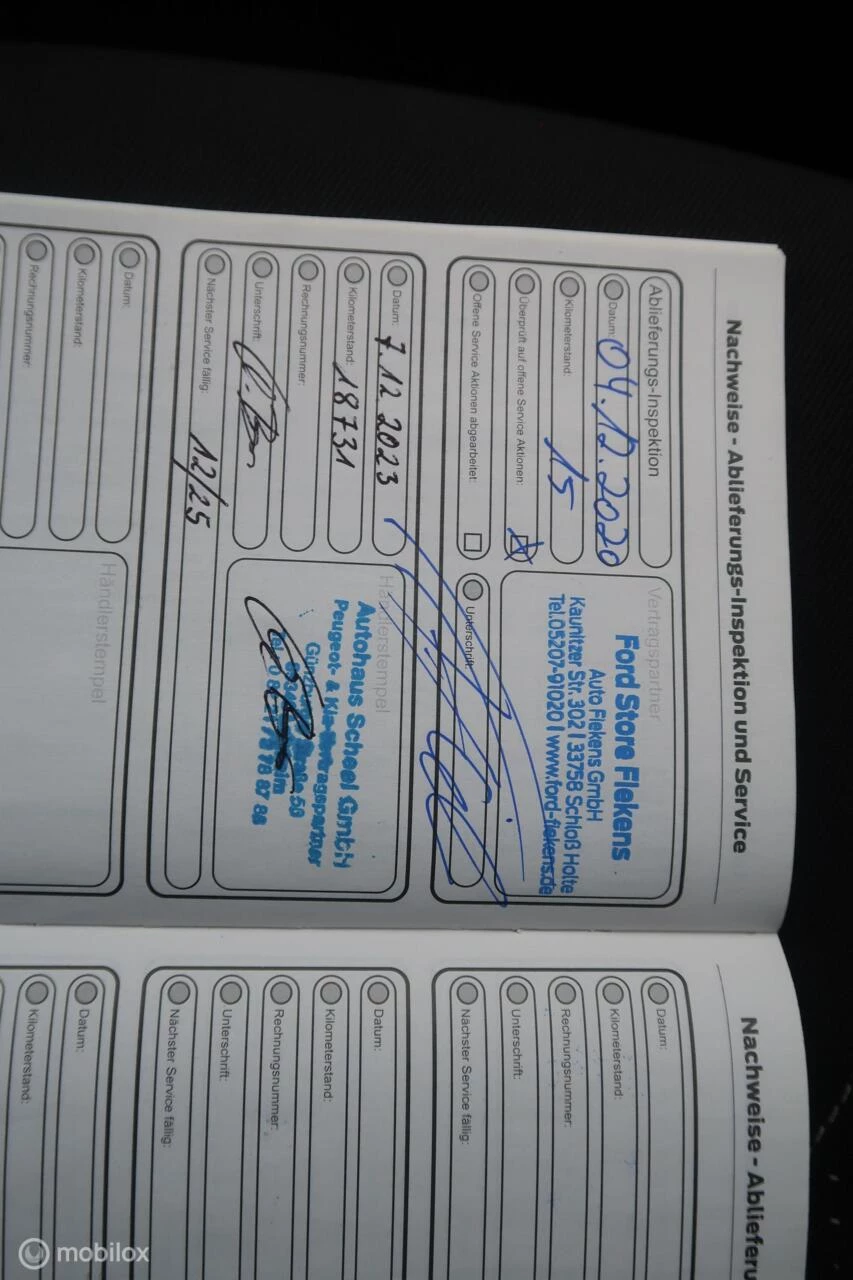 Nachweise - Ablieferungs-Inspektion und Service
Ablieferungs-Inspektion
Datum: 04.12.2020
Kilometerstand: 15
Überprüft auf offene Service Aktionen:
Offene Service Aktionen abgearbeitet:
Vertragspartner
Ford Store Flekens
Auto Flekens GmbH
Kaunitzer Str. 302 | 33758 Schloß Holte
Tel.05207-91020 | www.ford-flekens.de
Unterschrift:
Datum: 7.12.2023
Kilometerstand: 18731
Rechnungsnummer:
Unterschrift:
Nächster Service fällig: 12/25
Händlerstempel
Autohaus Scheel GmbH
Peugeot- & Kia-Vertragspartner
Datum:
Kilometerstand:
Rechnungsnummer:
Händlerstempel
Nachweise - Ablieferu
Datum:
Kilometerstand:
Rechnungsnummer:
Unterschrift:
Nächster Service fällig:
Datum:
Kilometerstand:
Rechnungsnummer:
Unterschrift:
Nächster Service fällig:
Datum:
Kilometerstand:
mobilox